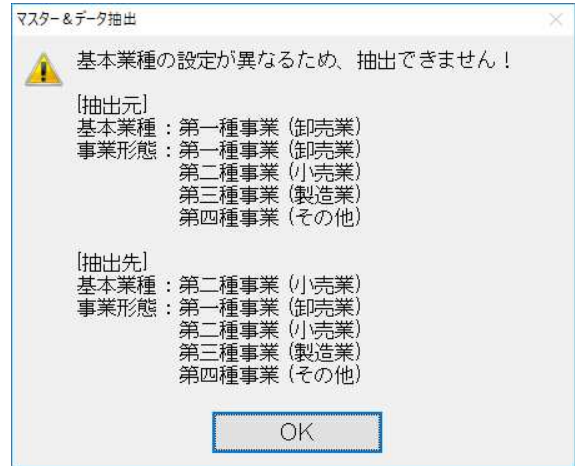 マスター＆データ抽出
基本業種の設定が異なるため、抽出できません！
[抽出元]
基本業種：第一種事業（卸売業）
事業形態：第一種事業（卸売業）
第二種事業（小売業）
第三種事業（製造業）
第四種事業（その他）
[抽出先]
基本業種：第二種事業（小売業）
事業形態：第一種事業（卸売業）
第二種事業（小売業）
第三種事業（製造業）
第四種事業（その他）
OK